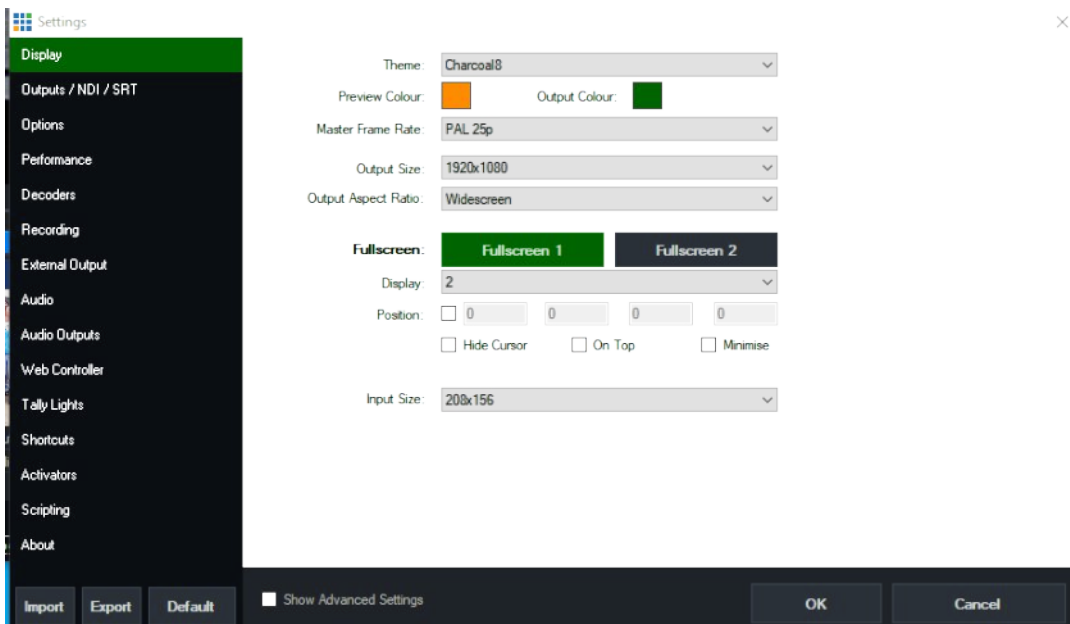 Settings
Display
Outputs / NDI / SRT
Options
Performance
Decoders
Recording
External Output
Audio
Audio Outputs
Web Controller
Tally Lights
Shortcuts
Activators
Scripting
About
Import Export Default
Theme: Charcoal8
Preview Colour: Output Colour:
Master Frame Rate: PAL 25p
Output Size: 1920x1080
Output Aspect Ratio: Widescreen
Fullscreen: Fullscreen 1 Fullscreen 2
Display: 2
Position: 0 0 0 0
Hide Cursor On Top Minimise
Input Size: 208x156
Show Advanced Settings OK Cancel